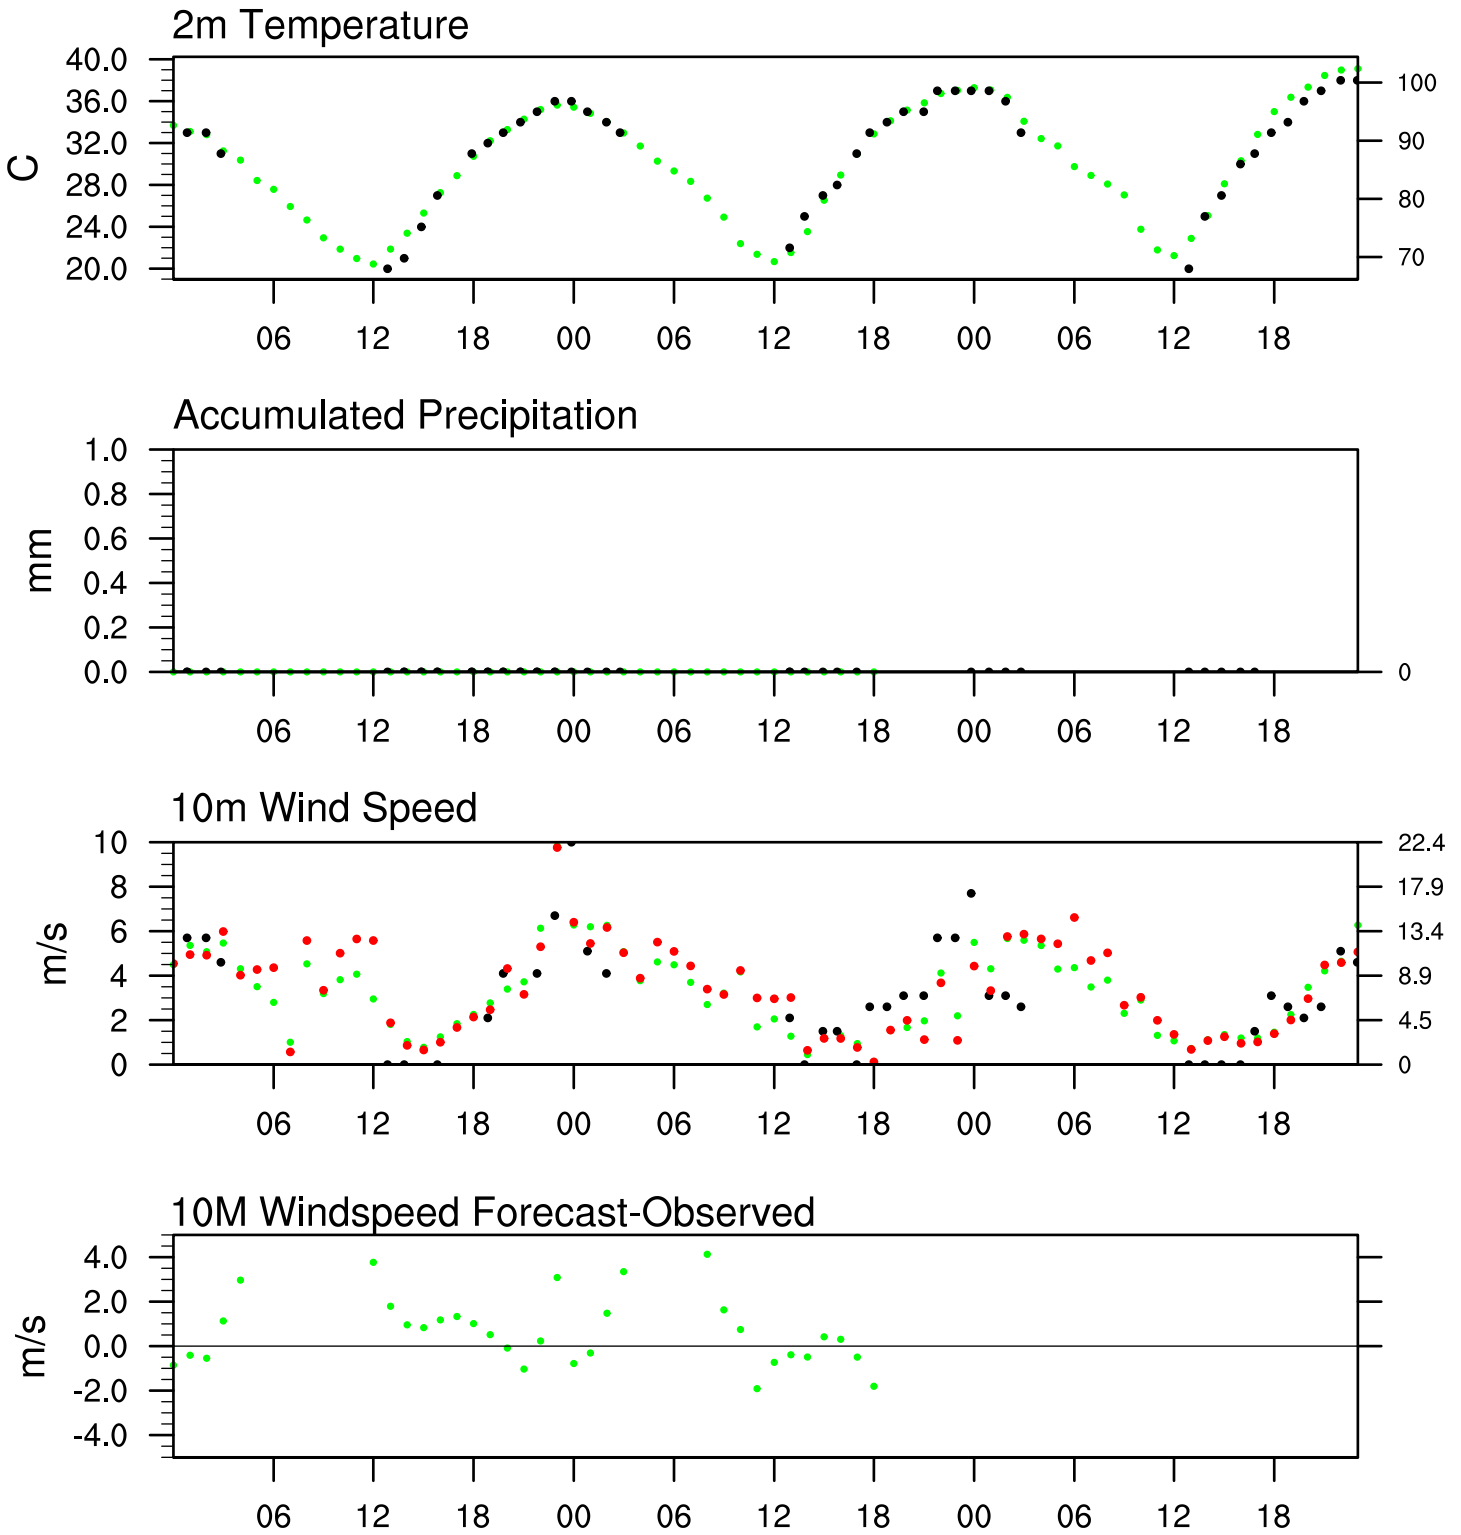 2m Temperature
40.0
36.0
32.0
28.0
24.0
20.0
C
100
90
80
70
06 12 18 00 06 12 18 00 06 12 18
Accumulated Precipitation
1.0
0.8
0.6
0.4
0.2
0.0
mm
0
06 12 18 00 06 12 18 00 06 12 18
10m Wind Speed
10
8
6
4
2
0
m/s
22.4
17.9
13.4
8.9
4.5
0
06 12 18 00 06 12 18 00 06 12 18
10M Windspeed Forecast-Observed
4.0
2.0
0.0
-2.0
-4.0
m/s
06 12 18 00 06 12 18 00 06 12 18